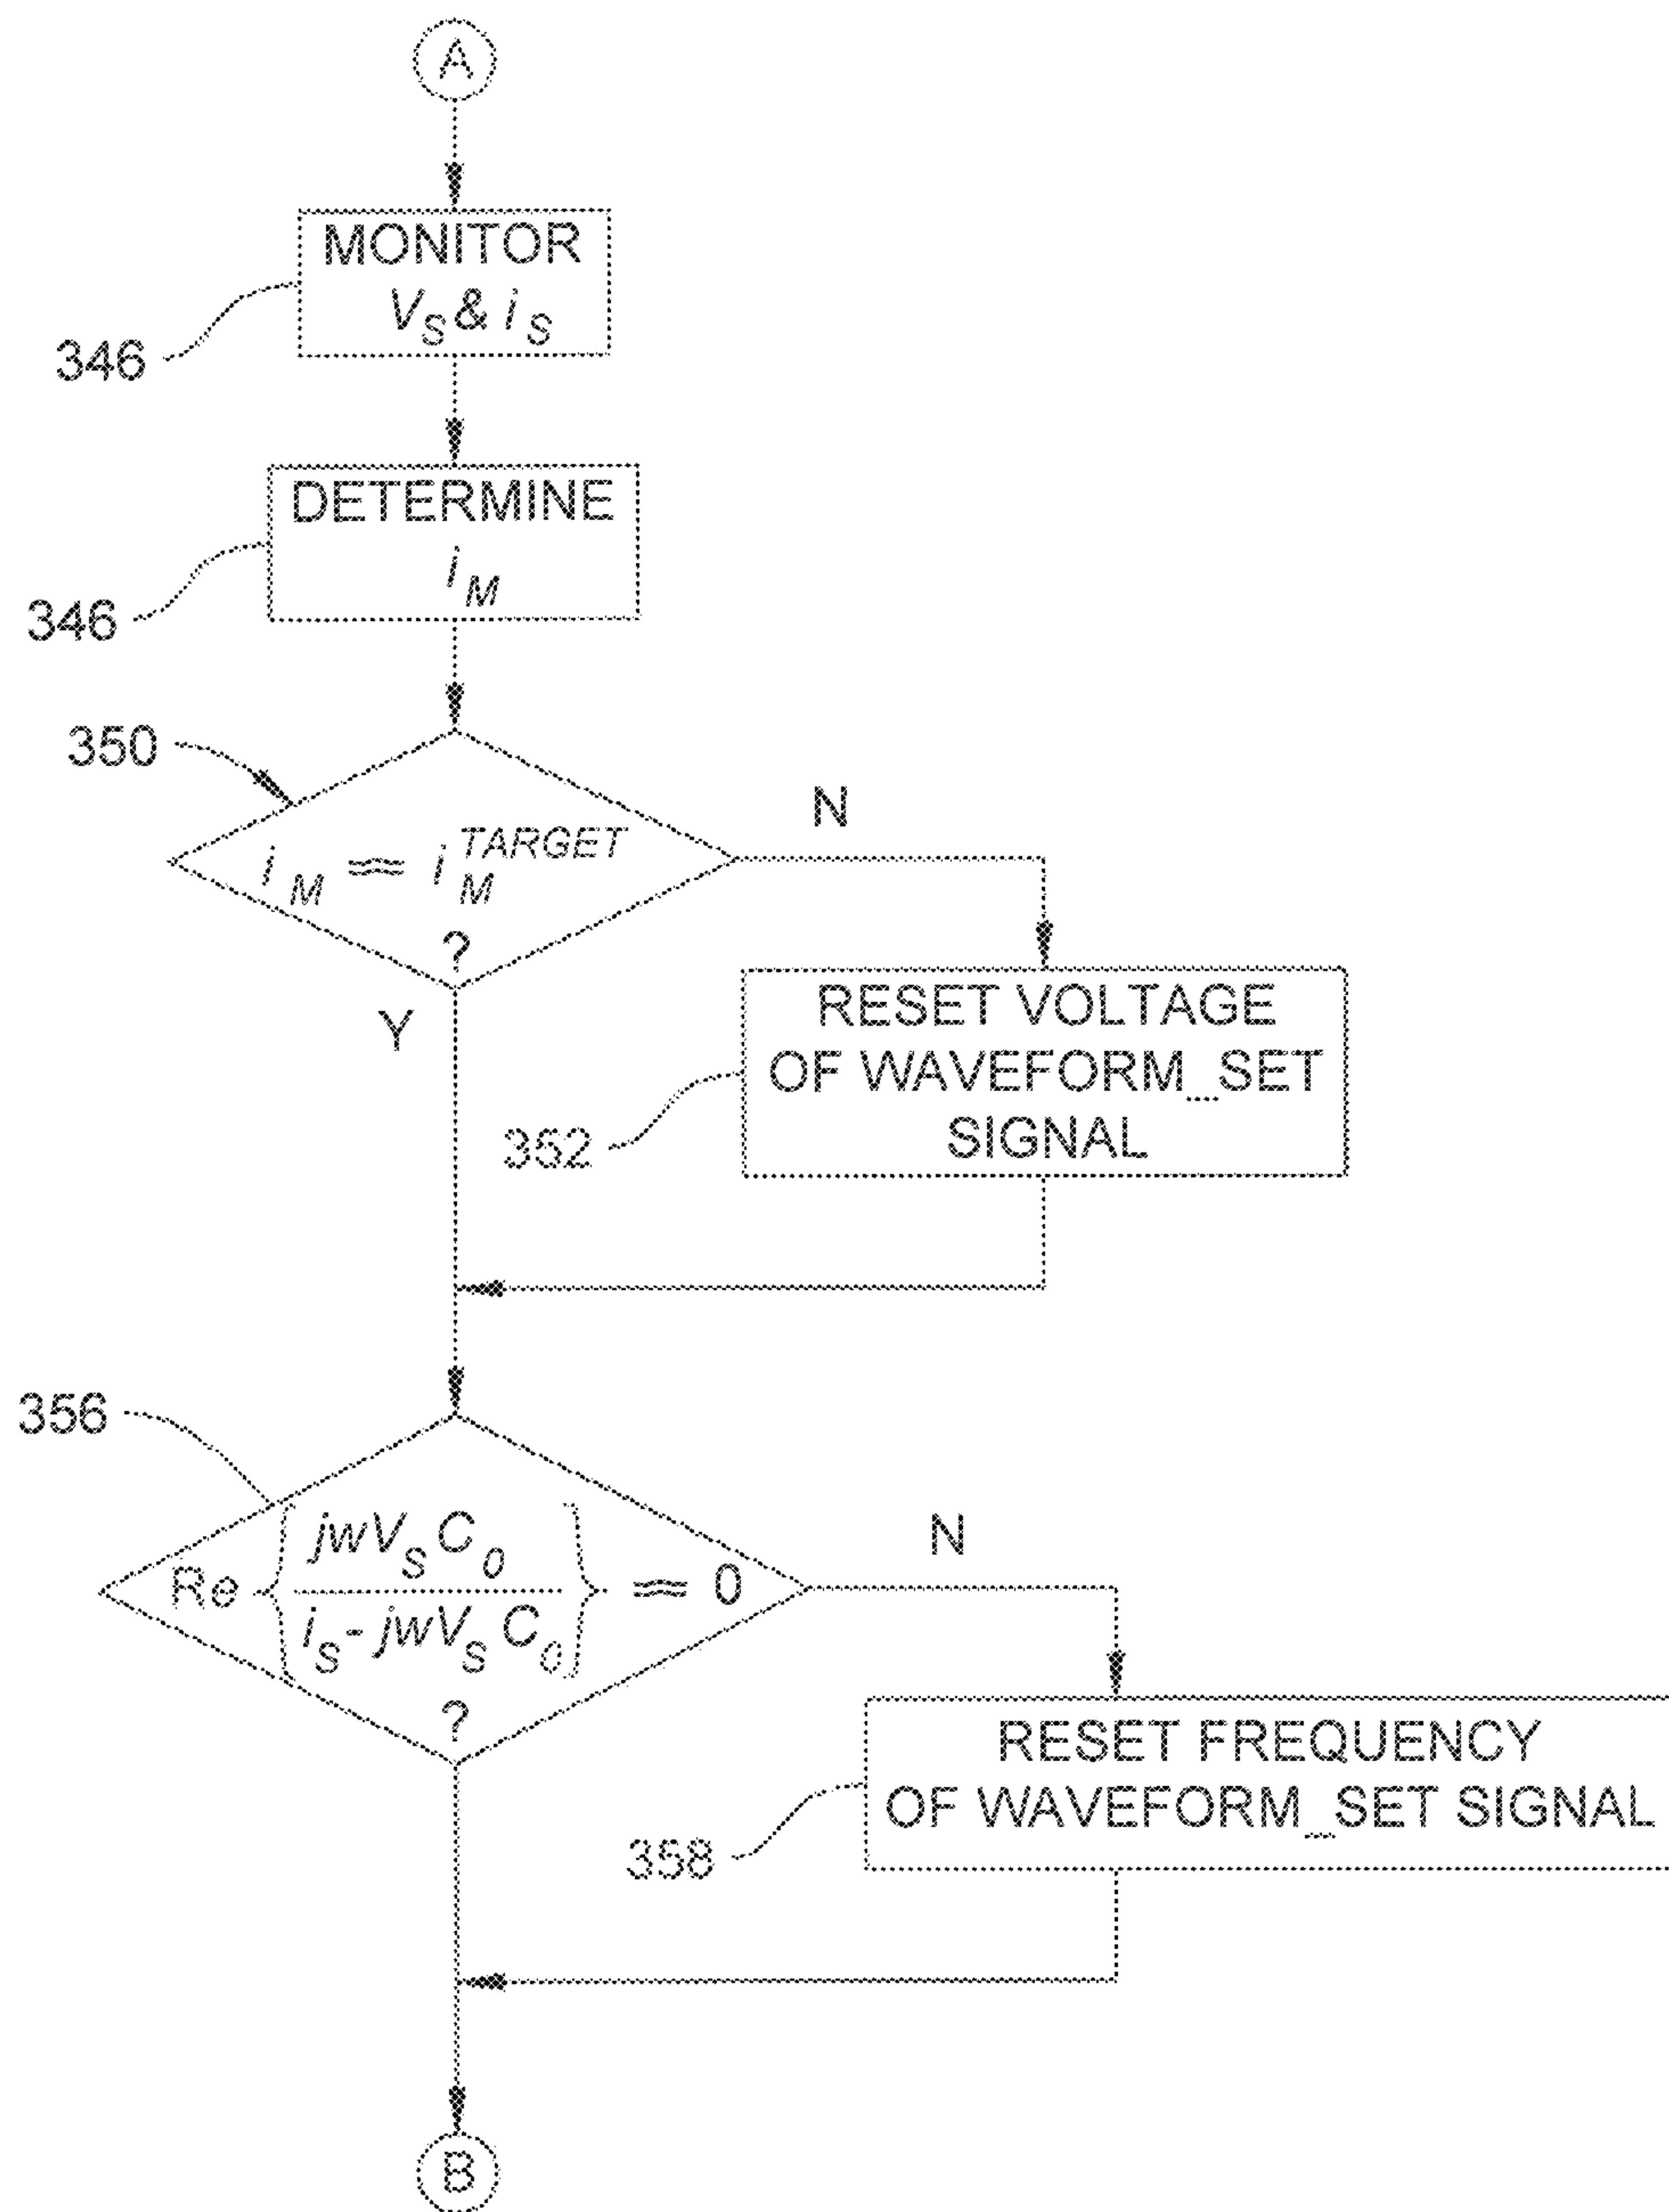 A
MONITOR
V_S & i_S
346
DETERMINE
i_M
346
350
i_M ≈ i_M^TARGET
?
N
Y
RESET VOLTAGE
OF WAVEFORM_SET
SIGNAL
352
356
Re { jwV_S C_0 / i_S - jwV_S C_0 } ≈ 0
?
N
RESET FREQUENCY
OF WAVEFORM_SET SIGNAL
358
B